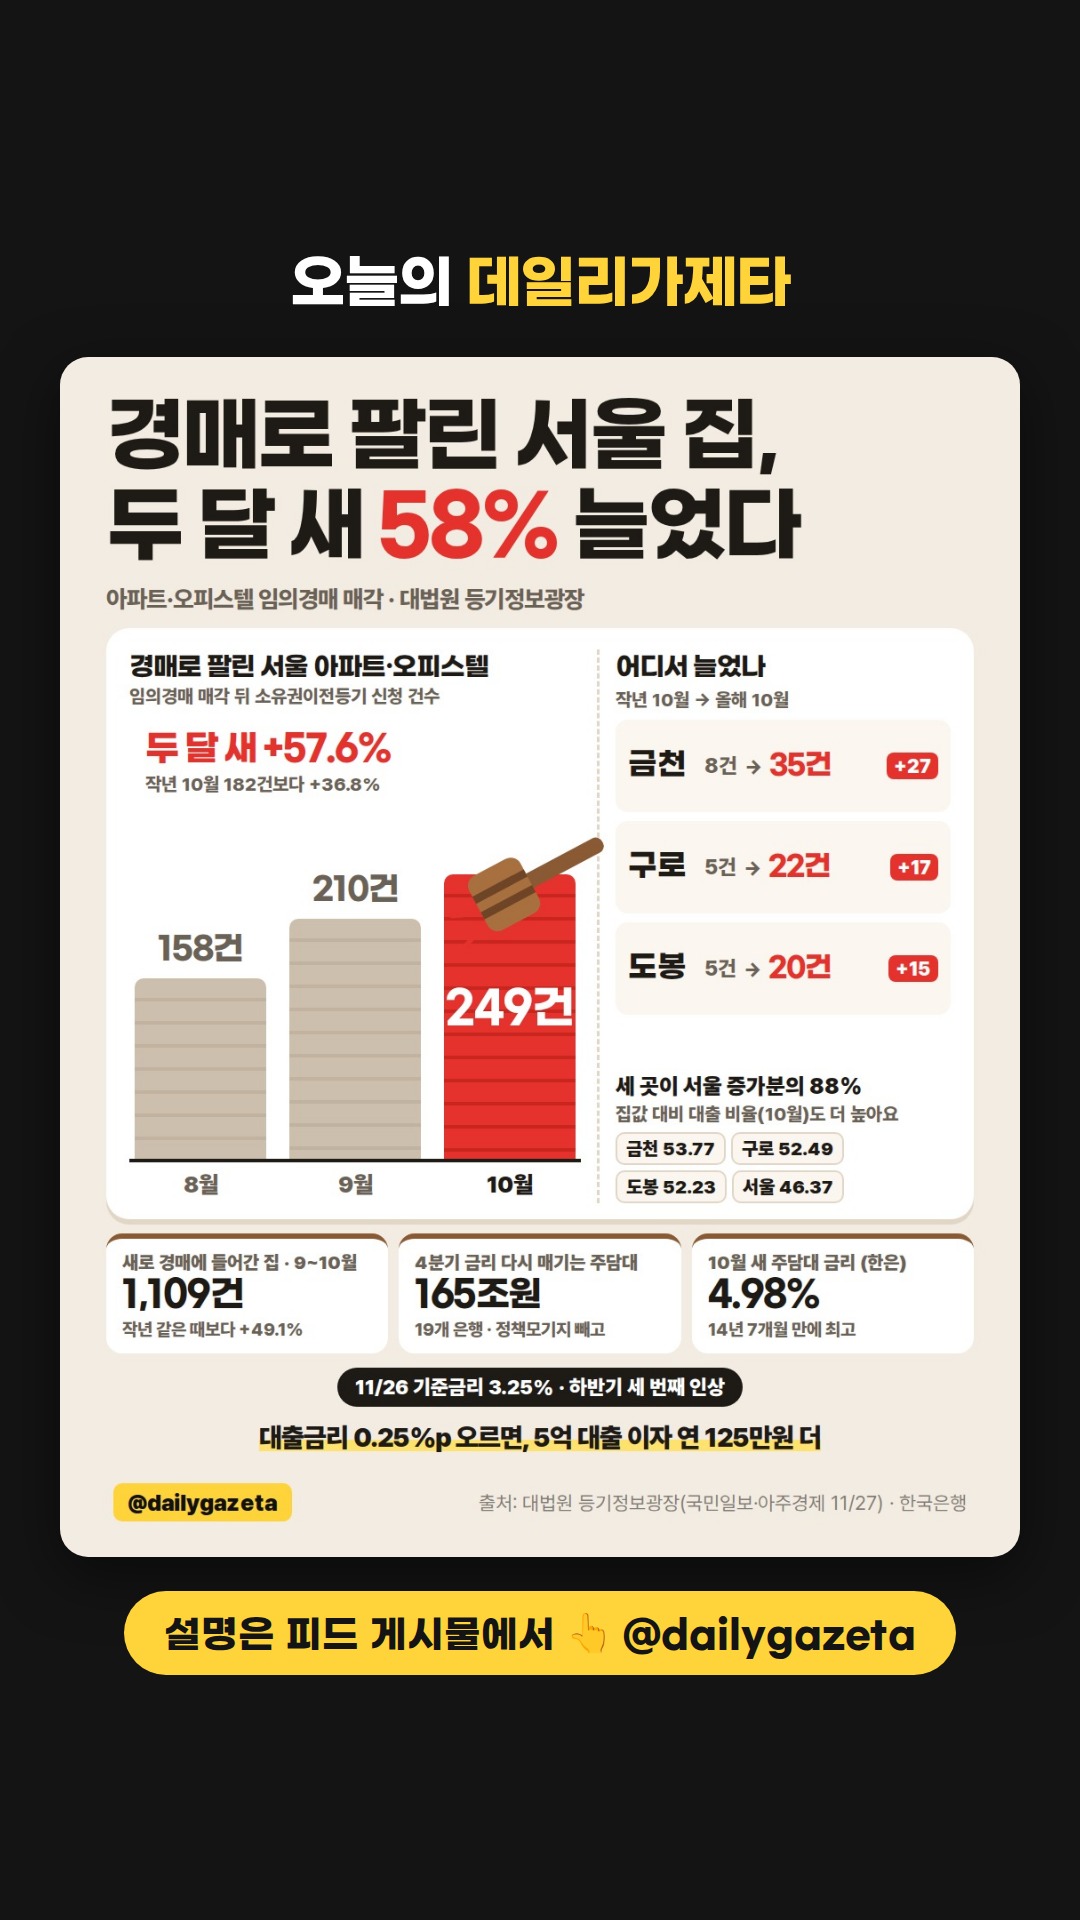 오늘의 데일리가제타
경매로 팔린 서울 집,
두 달 새 58% 늘었다
아파트·오피스텔 임의경매 매각 · 대법원 등기정보광장
경매로 팔린 서울 아파트·오피스텔
임의경매 매각 뒤 소유권이전등기 신청 건수
두 달 새 +57.6%
작년 10월 182건보다 +36.8%
158건
210건
249건
8월
9월
10월
어디서 늘었나
작년 10월 → 올해 10월
금천 8건 → 35건 +27
구로 5건 → 22건 +17
도봉 5건 → 20건 +15
세 곳이 서울 증가분의 88%
집값 대비 대출 비율(10월)도 더 높아요
금천 53.77 구로 52.49
도봉 52.23 서울 46.37
새로 경매에 들어간 집 · 9~10월
1,109건
작년 같은 때보다 +49.1%
4분기 금리 다시 매기는 주담대
165조원
19개 은행 · 정책모기지 빼고
10월 새 주담대 금리 (한은)
4.98%
14년 7개월 만에 최고
11/26 기준금리 3.25% · 하반기 세 번째 인상
대출금리 0.25%p 오르면, 5억 대출 이자 연 125만원 더
@dailygazeta
출처: 대법원 등기정보광장(국민일보·아주경제 11/27) · 한국은행
설명은 피드 게시물에서 👆 @dailygazeta